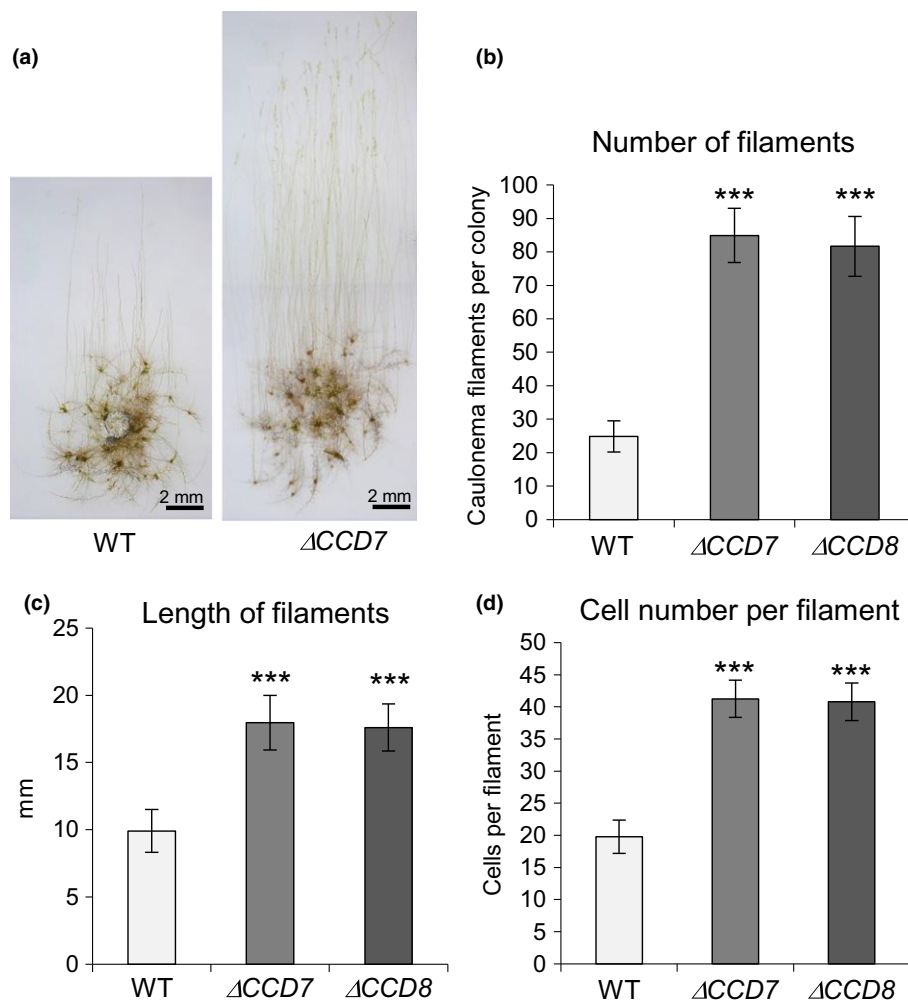 (a)
2 mm
WT
2 mm
ΔCCD7
(b)
Number of filaments
Caulonema filaments per colony
100
90
80
70
60
50
40
30
20
10
0
***
***
WT
ΔCCD7
ΔCCD8
(c)
Length of filaments
mm
25
20
15
10
5
0
***
***
WT
ΔCCD7
ΔCCD8
(d)
Cell number per filament
Cells per filament
50
45
40
35
30
25
20
15
10
5
0
***
***
WT
ΔCCD7
ΔCCD8